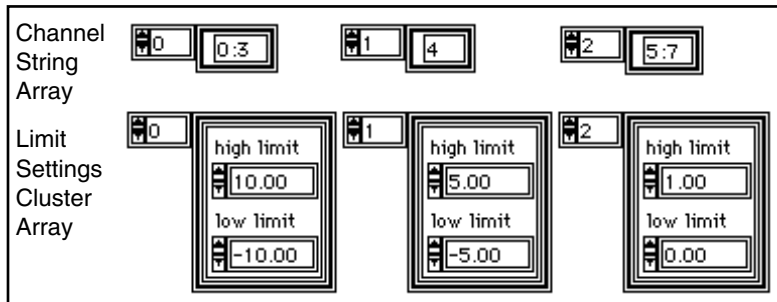 Channel String Array
0 0:3
1 4
2 5:7
Limit Settings Cluster Array
0
high limit
10.00
low limit
-10.00
1
high limit
5.00
low limit
-5.00
2
high limit
1.00
low limit
0.00